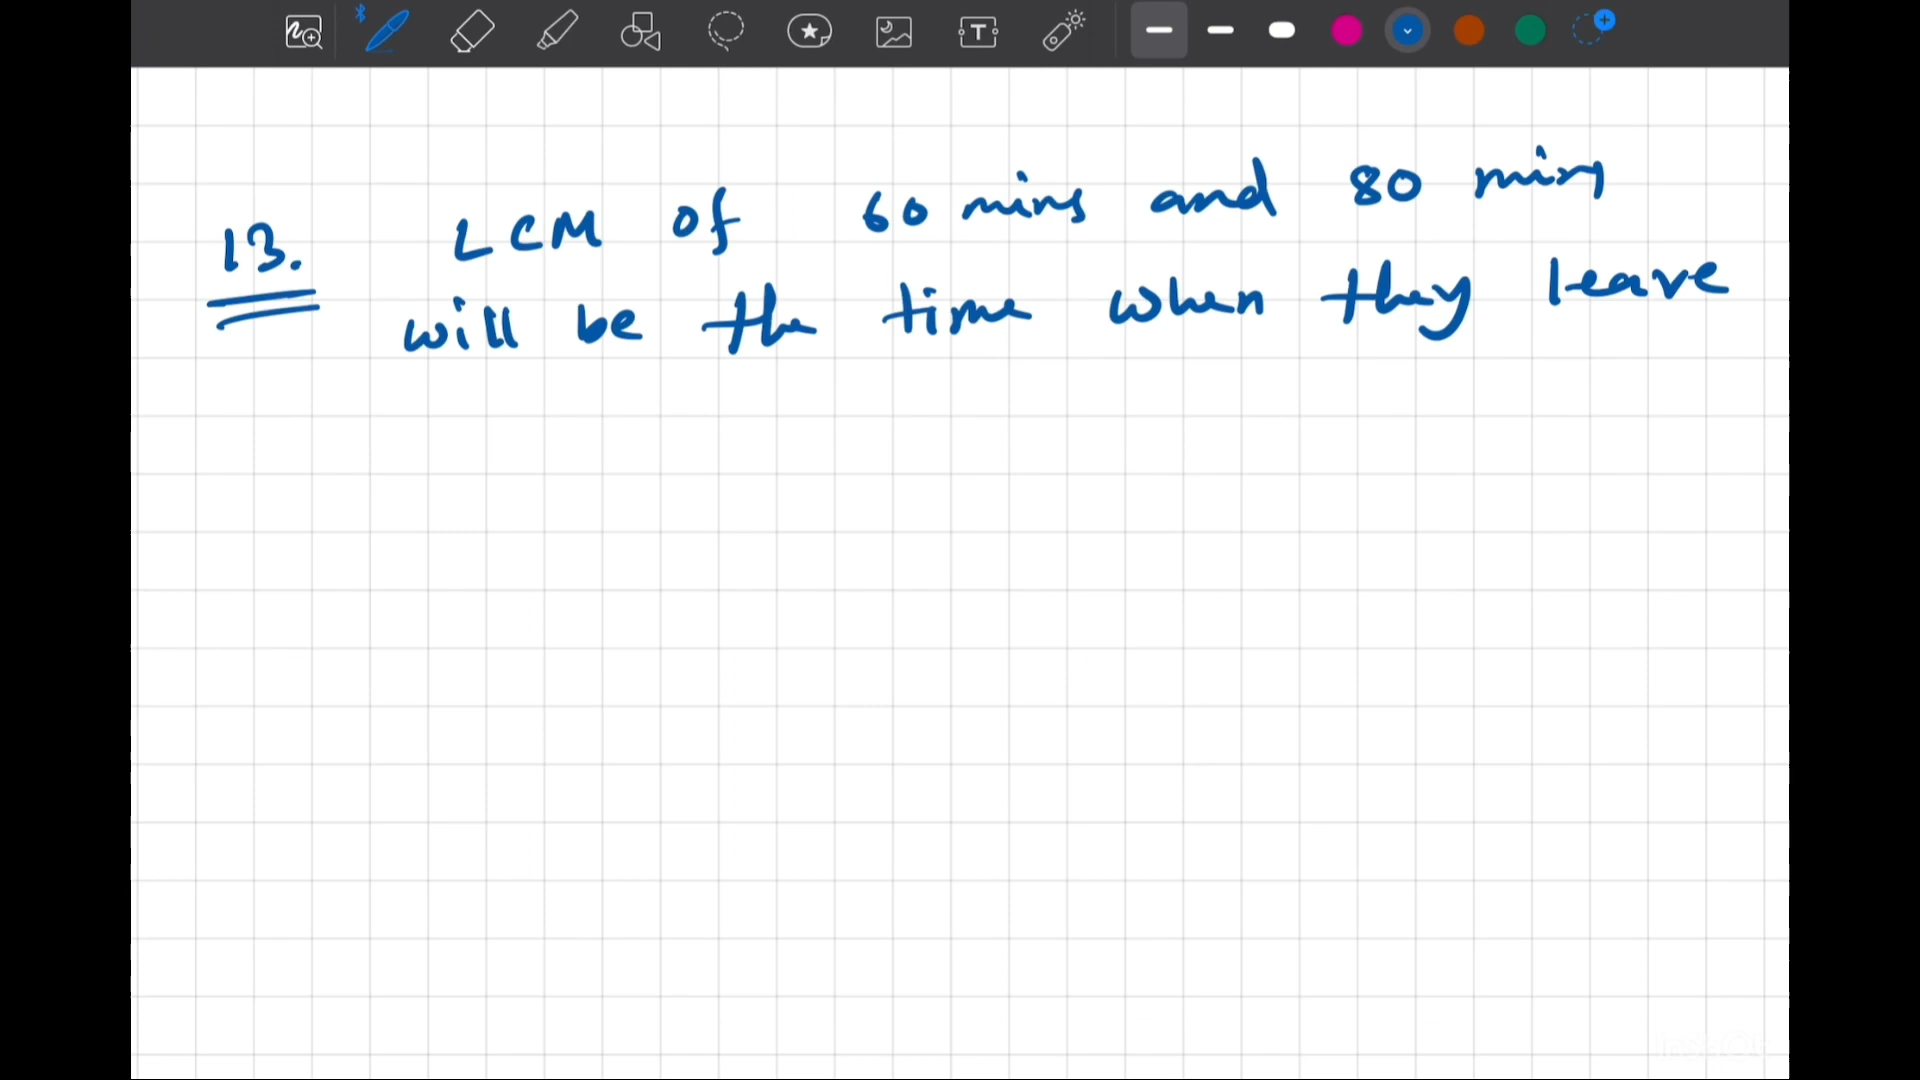 13. LCM of 60 mins and 80 mins
will be the time when they leave